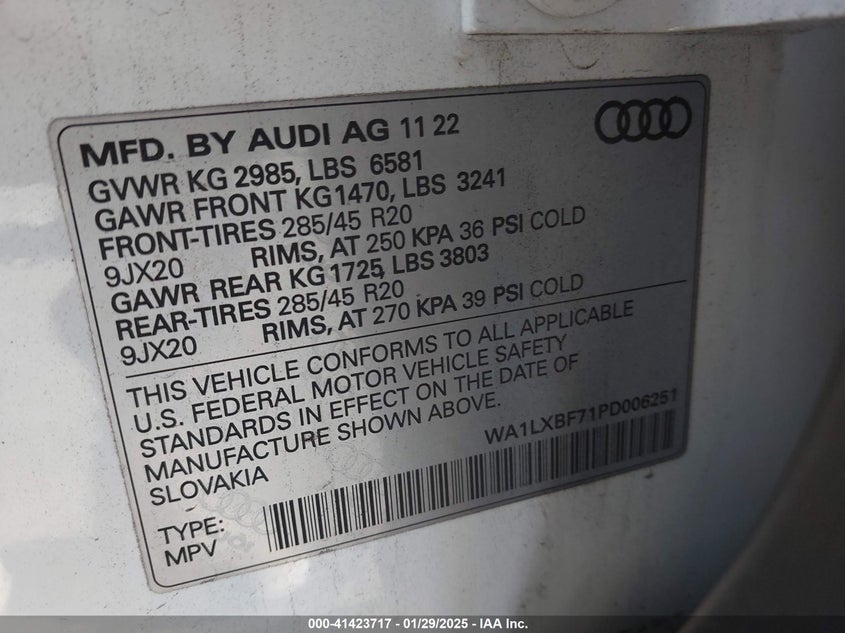 MFD. BY AUDI AG 11 22
GVWR KG 2985, LBS 6581
GAWR FRONT KG1470, LBS 3241
FRONT-TIRES 285/45 R20
9JX20 RIMS, AT 250 KPA 36 PSI COLD
GAWR REAR KG 1725, LBS 3803
REAR-TIRES 285/45 R20
9JX20 RIMS, AT 270 KPA 39 PSI COLD
THIS VEHICLE CONFORMS TO ALL APPLICABLE
U.S. FEDERAL MOTOR VEHICLE SAFETY
STANDARDS IN EFFECT ON THE DATE OF
MANUFACTURE SHOWN ABOVE.
SLOVAKIA
WA1LXBF71PD006251
TYPE:
MPV
000-41423717 - 01/29/2025 - IAA Inc.